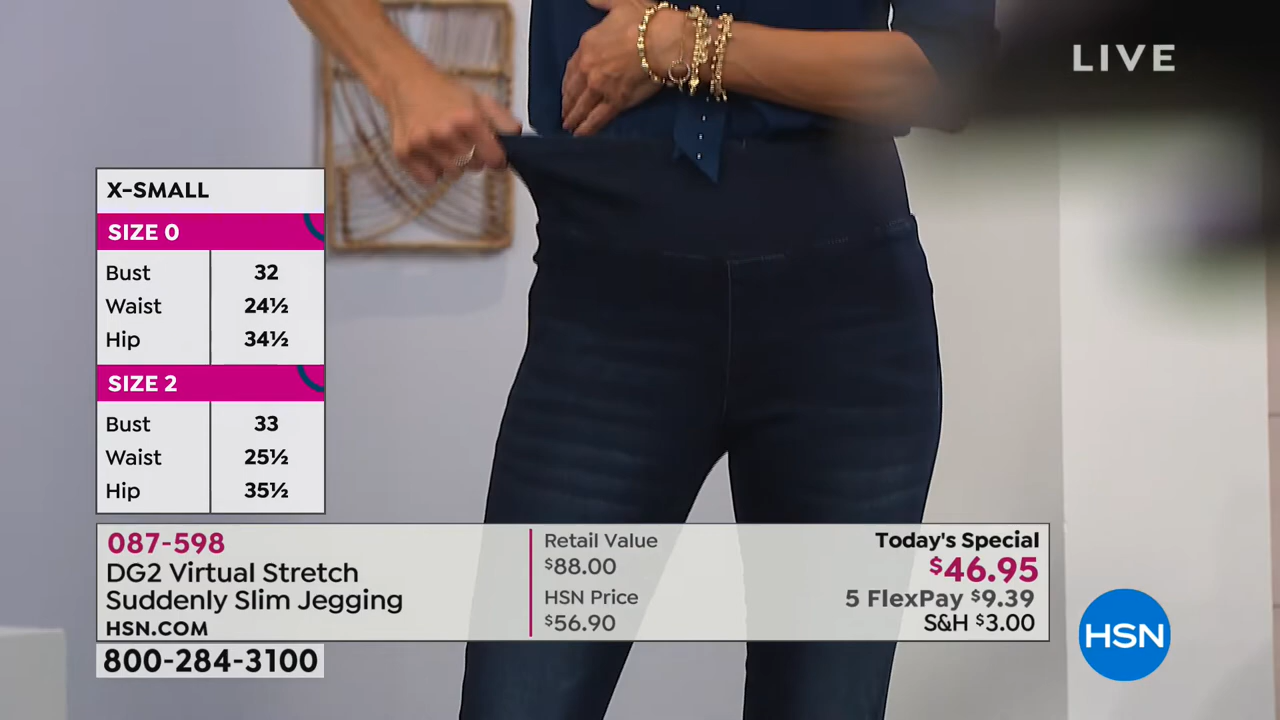 LIVE
X-SMALL
SIZE 0
Bust 32
Waist 24½
Hip 34½
SIZE 2
Bust 33
Waist 25½
Hip 35½
087-598
DG2 Virtual Stretch
Suddenly Slim Jegging
HSN.COM
800-284-3100
Retail Value
$88.00
HSN Price
$56.90
Today's Special
$46.95
5 FlexPay $9.39
S&H $3.00
HSN